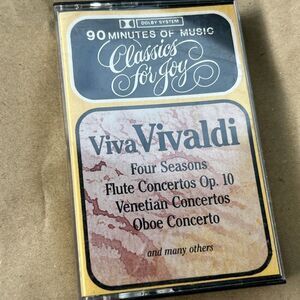 DOLBY SYSTEM
90 MINUTES OF MUSIC
Classics
for Joy
Viva Vivaldi
Four Seasons
Flute Concertos Op. 10
Venetian Concertos
Oboe Concerto
and many others